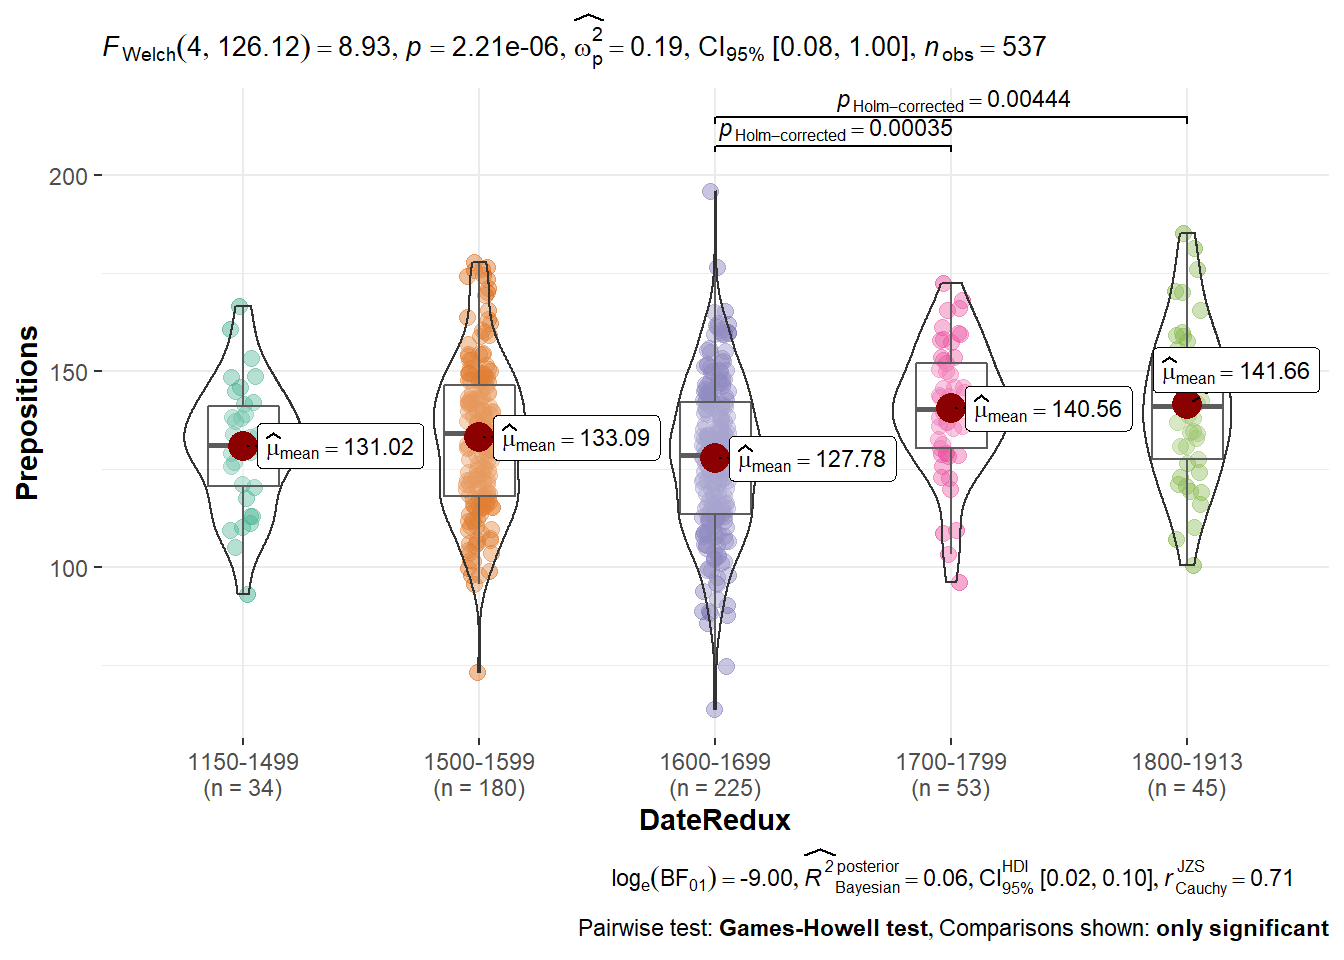 F Welch(4, 126.12) = 8.93, p = 2.21e-06, ω̂²p = 0.19, CI95% [0.08, 1.00], nobs = 537
pHolm−corrected = 0.00444
pHolm−corrected = 0.00035
200
150
100
Prepositions
μ̂mean = 131.02
μ̂mean = 133.09
μ̂mean = 127.78
μ̂mean = 140.56
μ̂mean = 141.66
1150-1499 1500-1599 1600-1699 1700-1799 1800-1913
(n = 34) (n = 180) (n = 225) (n = 53) (n = 45)
DateRedux
loge(BF01) = -9.00, R̂² posterior Bayesian = 0.06, CI HDI 95% [0.02, 0.10], r JZS Cauchy = 0.71
Pairwise test: Games-Howell test, Comparisons shown: only significant